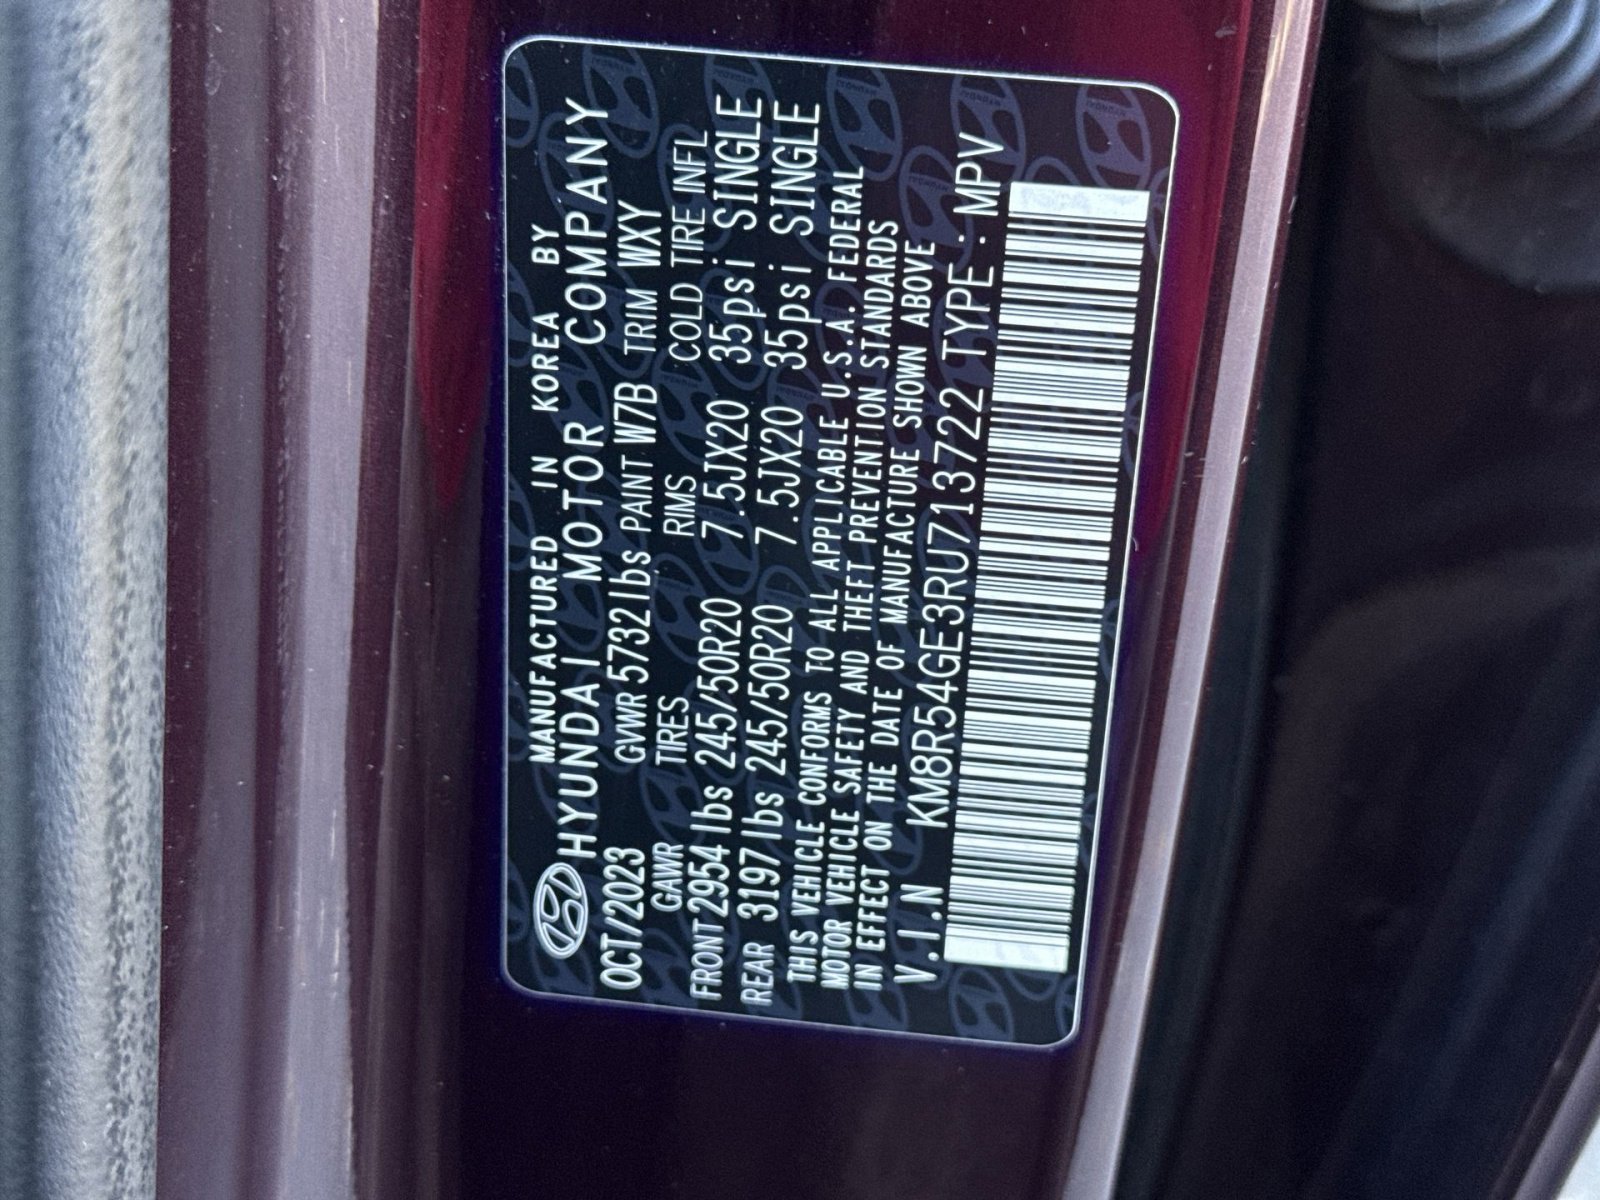 MANUFACTURED IN KOREA BY
HYUNDAI MOTOR COMPANY
OCT/2023 GVWR 5732lbs PAINT W7B TRIM WXY
GAWR TIRES RIMS COLD TIRE INFL
FRONT 2954lbs 245/50R20 7.5JX20 35psi SINGLE
REAR 3197lbs 245/50R20 7.5JX20 35psi SINGLE
THIS VEHICLE CONFORMS TO ALL APPLICABLE U.S.A. FEDERAL
MOTOR VEHICLE SAFETY AND THEFT PREVENTION STANDARDS
IN EFFECT ON THE DATE OF MANUFACTURE SHOWN ABOVE
V.I.N KM8R54GE3RU713722 TYPE: MPV